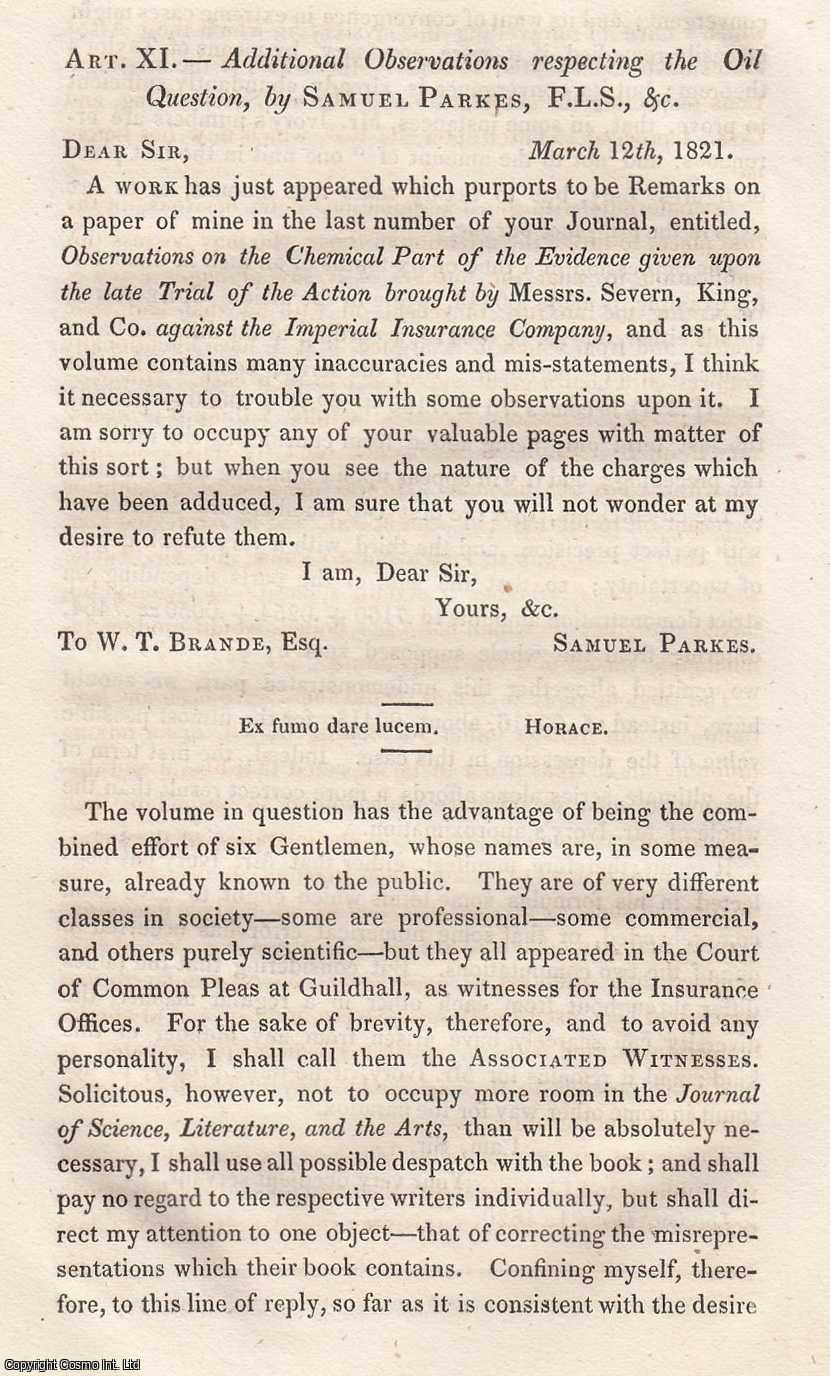 ART. XI.— Additional Observations respecting the Oil
Question, by SAMUEL PARKES, F.L.S., &c.
DEAR SIR, March 12th, 1821.
A WORK has just appeared which purports to be Remarks on
a paper of mine in the last number of your Journal, entitled,
Observations on the Chemical Part of the Evidence given upon
the late Trial of the Action brought by Messrs. Severn, King,
and Co. against the Imperial Insurance Company, and as this
volume contains many inaccuracies and mis-statements, I think
it necessary to trouble you with some observations upon it. I
am sorry to occupy any of your valuable pages with matter of
this sort; but when you see the nature of the charges which
have been adduced, I am sure that you will not wonder at my
desire to refute them.
I am, Dear Sir,
Yours, &c.
To W. T. BRANDE, Esq. SAMUEL PARKES.
Ex fumo dare lucem. HORACE.
The volume in question has the advantage of being the com-
bined effort of six Gentlemen, whose names are, in some mea-
sure, already known to the public. They are of very different
classes in society—some are professional—some commercial,
and others purely scientific—but they all appeared in the Court
of Common Pleas at Guildhall, as witnesses for the Insurance
Offices. For the sake of brevity, therefore, and to avoid any
personality, I shall call them the ASSOCIATED WITNESSES.
Solicitous, however, not to occupy more room in the Journal
of Science, Literature, and the Arts, than will be absolutely ne-
cessary, I shall use all possible despatch with the book; and shall
pay no regard to the respective writers individually, but shall di-
rect my attention to one object—that of correcting the misrepre-
sentations which their book contains. Confining myself, there-
fore, to this line of reply, so far as it is consistent with the desire
Copyright Cosmo Int. Ltd